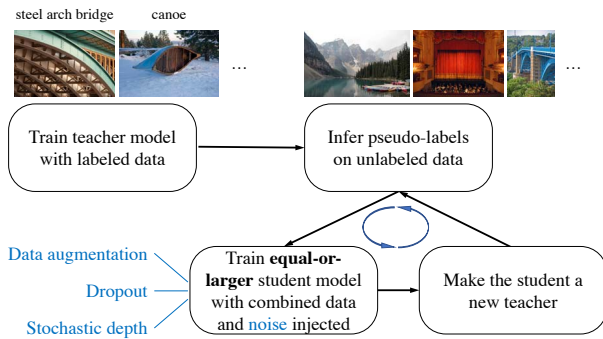 steel arch bridge
canoe
...
...
Train teacher model
with labeled data
Infer pseudo-labels
on unlabeled data
Data augmentation
Dropout
Stochastic depth
Train equal-or-
larger student model
with combined data
and noise injected
Make the student a
new teacher